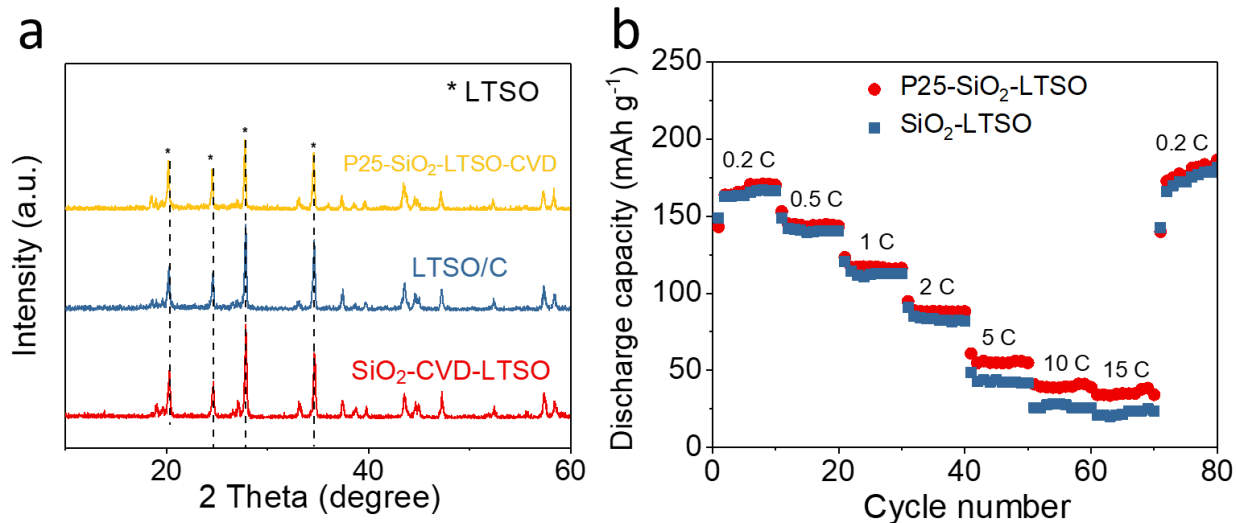 a
* LTSO
*
*
*
*
P25-SiO₂-LTSO-CVD
LTSO/C
SiO₂-CVD-LTSO
Intensity (a.u.)
20
40
60
2 Theta (degree)
b
250
200
150
100
50
0
Discharge capacity (mAh g⁻¹)
P25-SiO₂-LTSO
SiO₂-LTSO
0.2 C
0.5 C
1 C
2 C
5 C
10 C
15 C
0.2 C
0
20
40
60
80
Cycle number